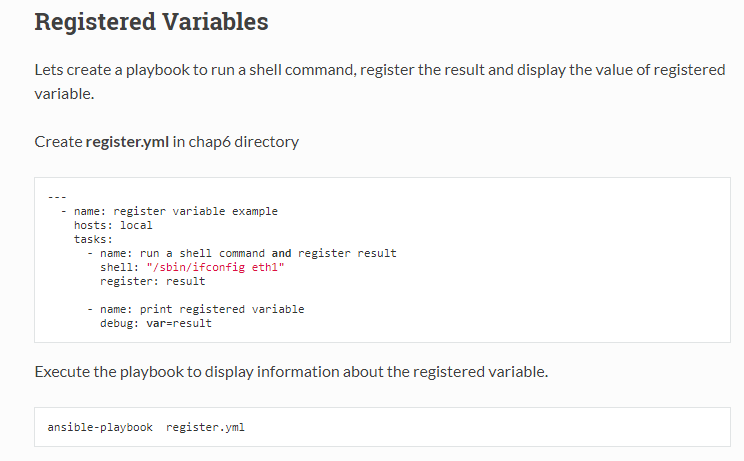 Registered Variables
Lets create a playbook to run a shell command, register the result and display the value of registered
variable.
Create register.yml in chap6 directory
---
  - name: register variable example
    hosts: local
    tasks:
      - name: run a shell command and register result
        shell: "/sbin/ifconfig eth1"
        register: result

      - name: print registered variable
        debug: var=result
Execute the playbook to display information about the registered variable.
ansible-playbook  register.yml